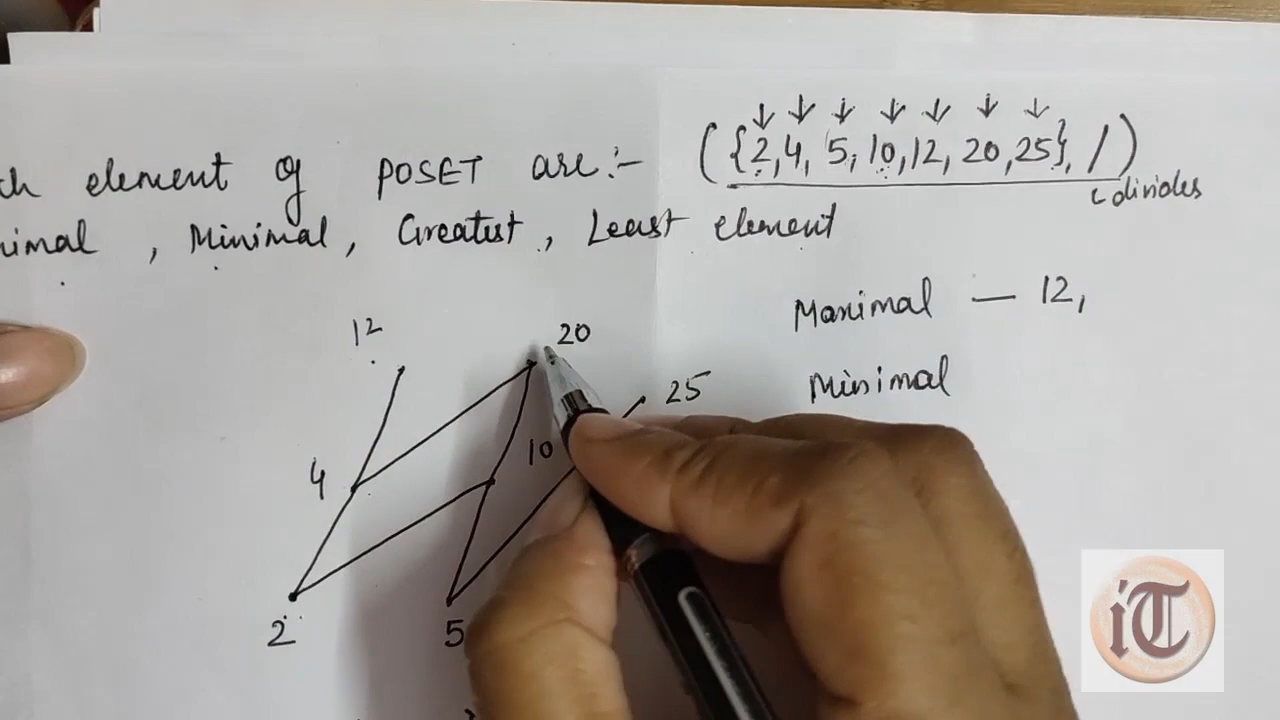 ({2,4, 5, 10, 12, 20, 25}, /)
element of POSET are:-
divides
, Minimal, Greatest, Least element
Maximal — 12,
Minimal
12
20
25
4
10
2
5
iT